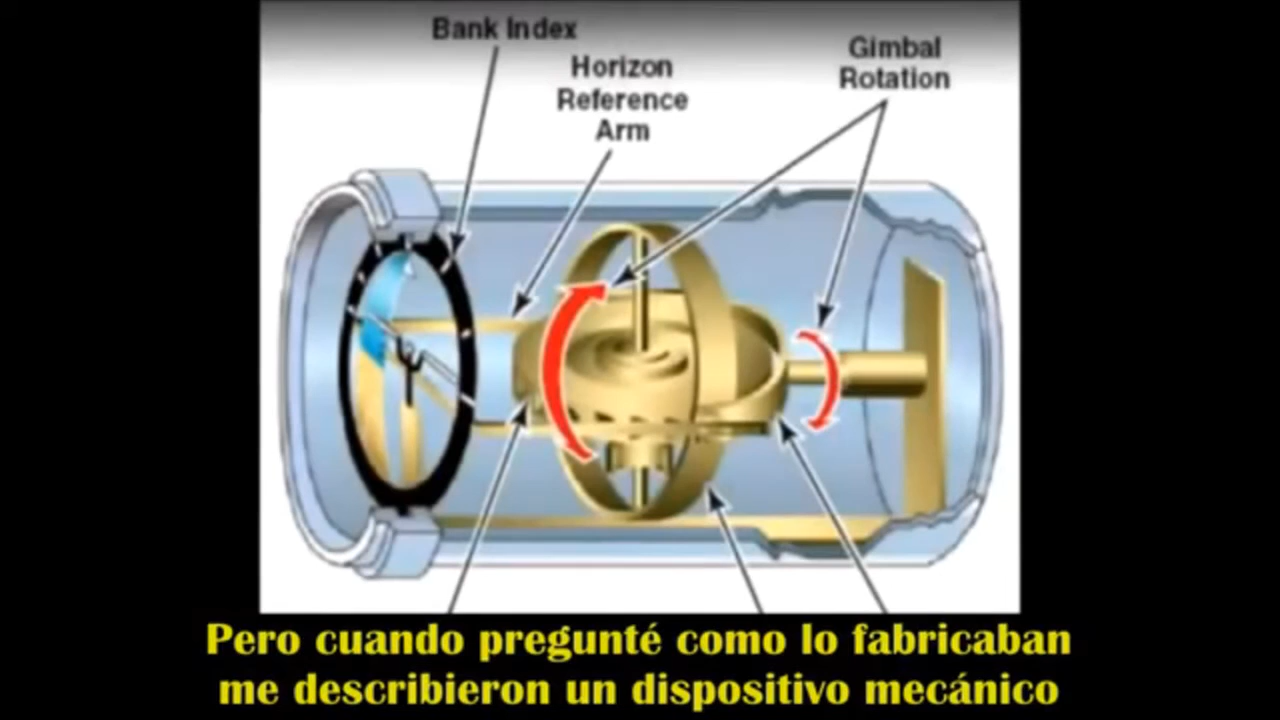 Bank Index
Horizon
Reference
Arm
Gimbal
Rotation
Pero cuando pregunté como lo fabricaban
me describieron un dispositivo mecánico